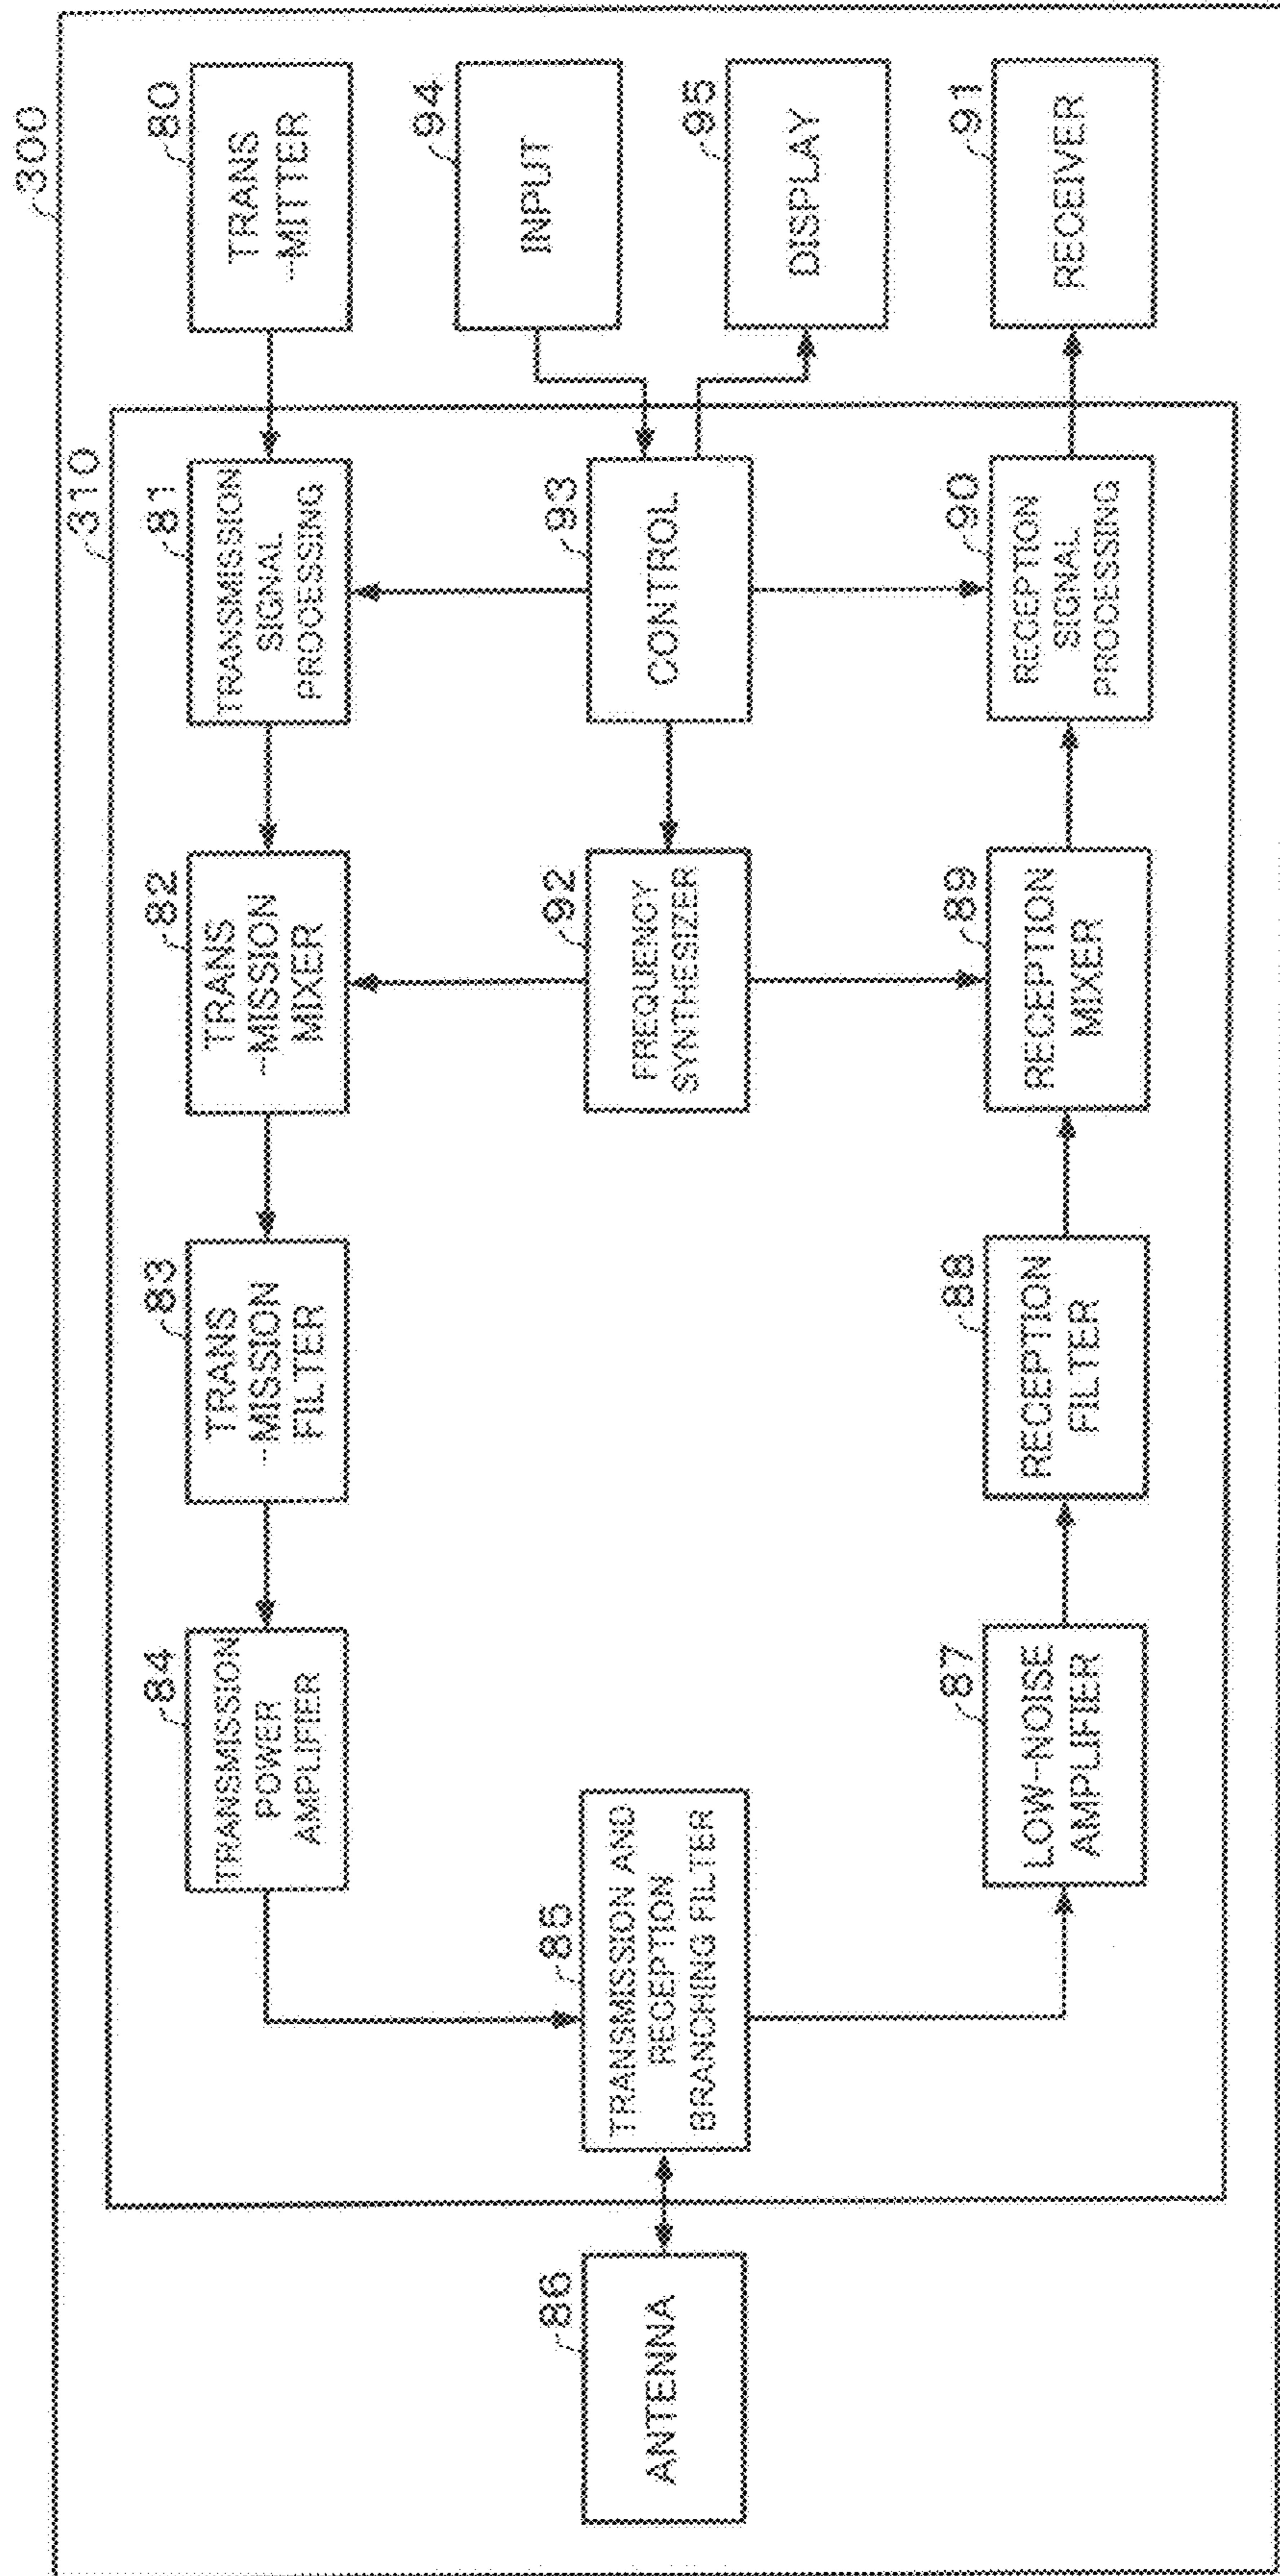 300
310
80
TRANS
-MITTER
94
INPUT
95
DISPLAY
91
RECEIVER
81
TRANSMISSION
SIGNAL
PROCESSING
93
CONTROL
90
RECEPTION
SIGNAL
PROCESSING
82
TRANS
-MISSION
MIXER
92
FREQUENCY
SYNTHESIZER
89
RECEPTION
MIXER
83
TRANS
-MISSION
FILTER
88
RECEPTION
FILTER
84
TRANSMISSION
POWER
AMPLIFIER
87
LOW-NOISE
AMPLIFIER
85
TRANSMISSION AND
RECEPTION
BRANCHING FILTER
86
ANTENNA